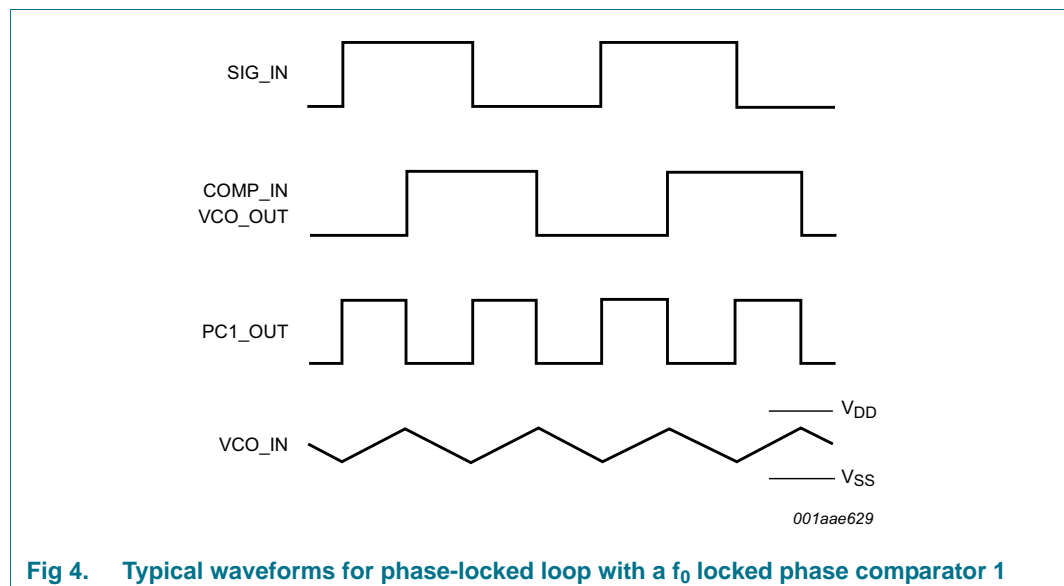 SIG_IN
COMP_IN
VCO_OUT
PC1_OUT
VCO_IN
VDD
VSS
001aae629
Fig 4. Typical waveforms for phase-locked loop with a f0 locked phase comparator 1